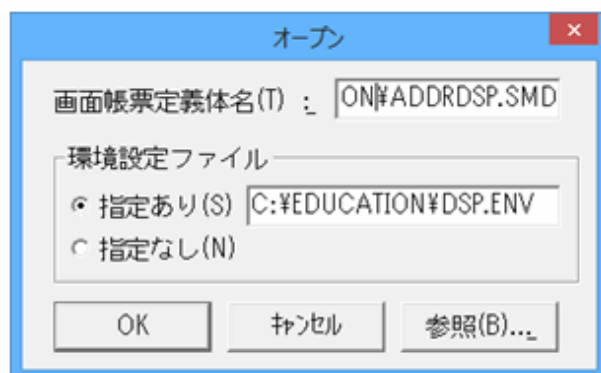 オープン
×
画面帳票定義体名(T) : ON¥ADDRDSP.SMD
環境設定ファイル
指定あり(S) C:¥EDUCATION¥DSP.ENV
指定なし(N)
OK キャンセル 参照(B)...